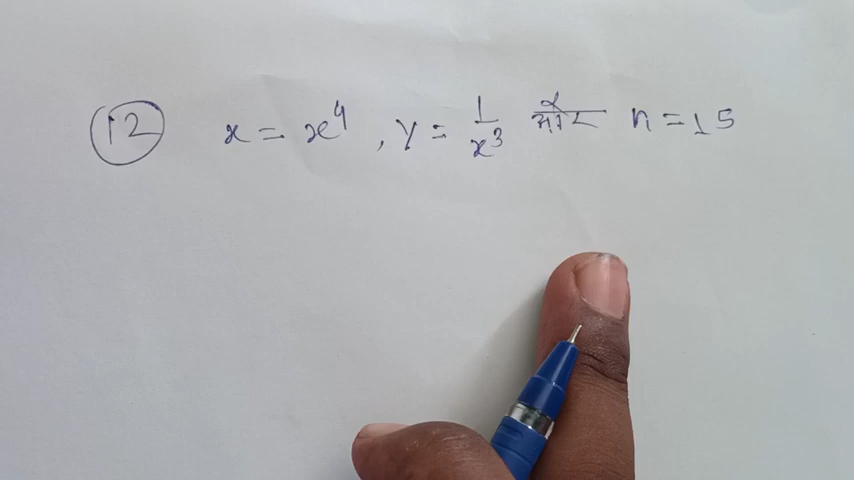 12 x = x⁴ , y = 1/x³ और n = 15